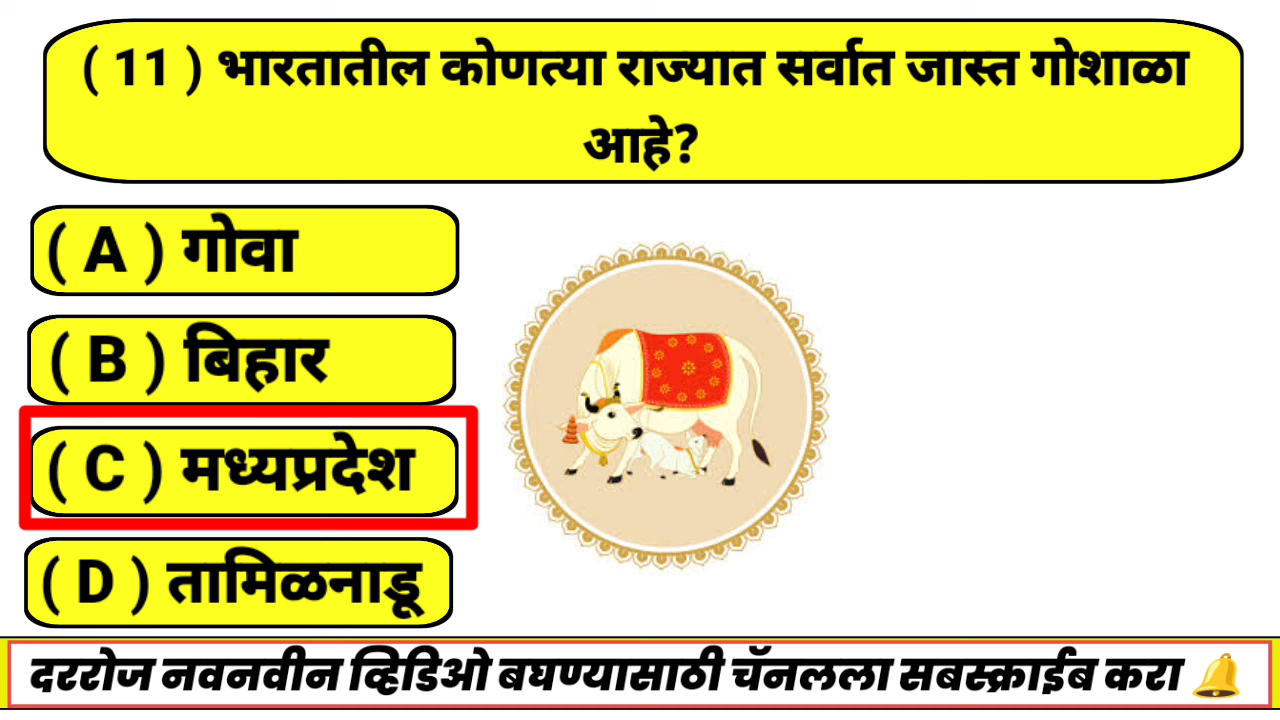 ( 11 ) भारतातील कोणत्या राज्यात सर्वात जास्त गोशाळा
आहे?
( A ) गोवा
( B ) बिहार
( C ) मध्यप्रदेश
( D ) तामिळनाडू
दररोज नवनवीन व्हिडिओ बघण्यासाठी चॅनलला सबस्क्राईब करा 🔔